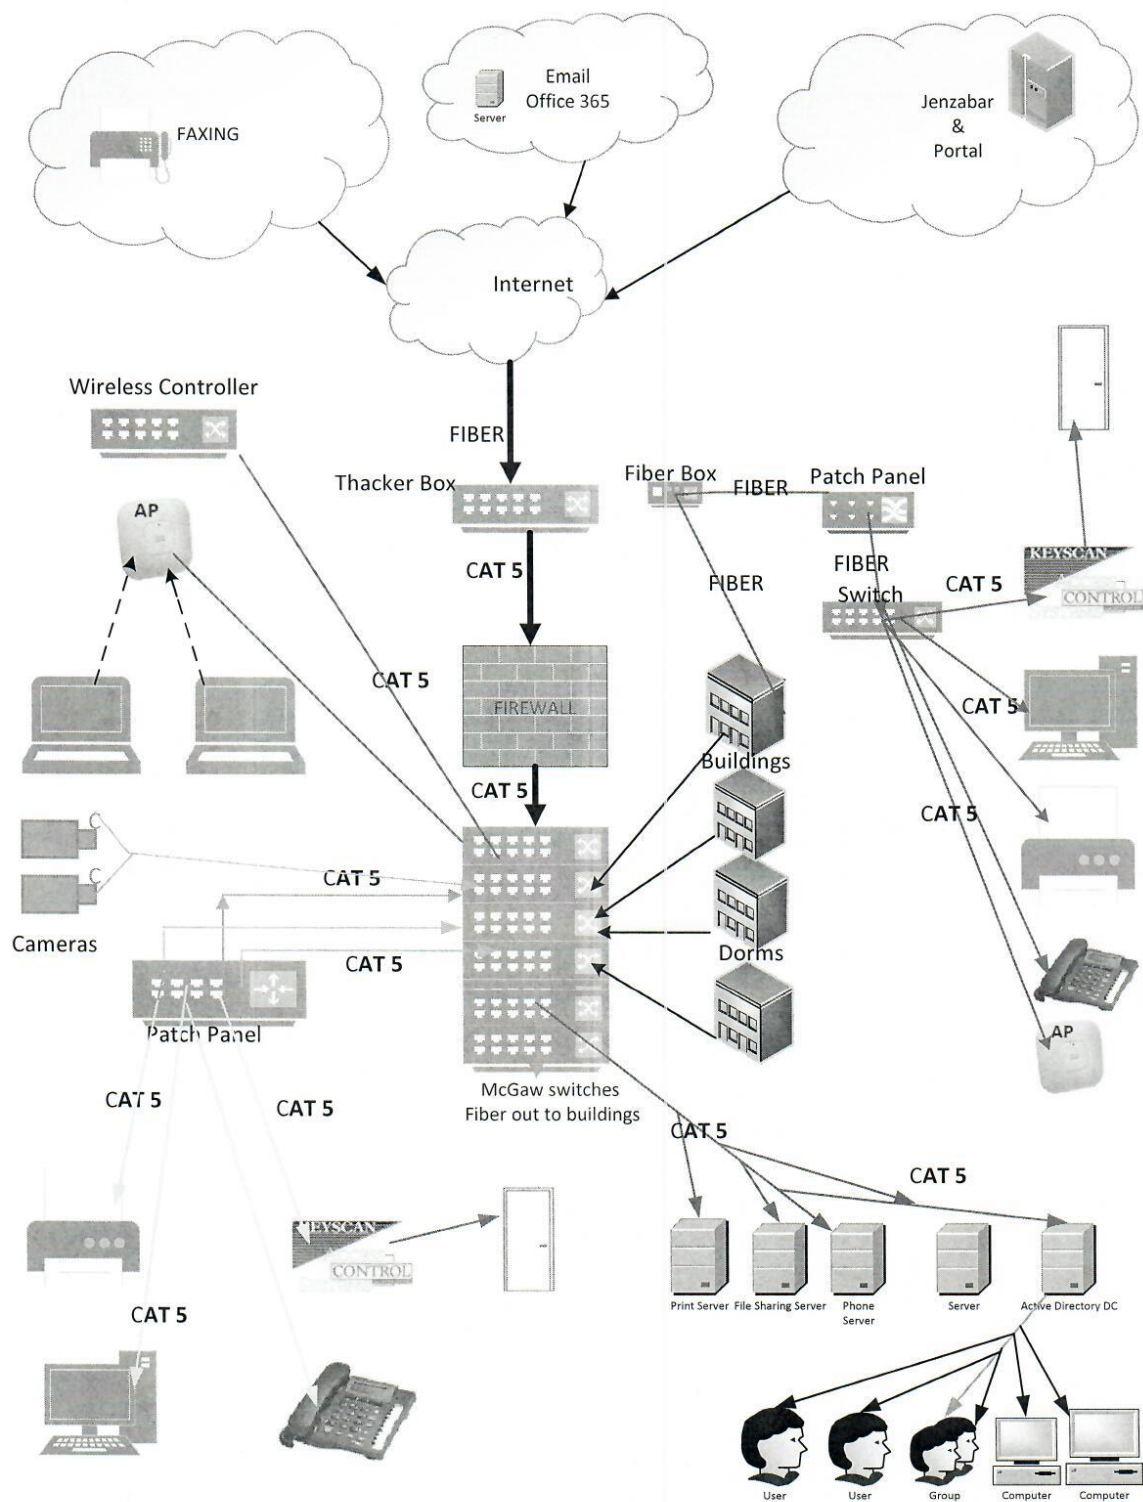 FAXING
Server
Email
Office 365
Jenzabar
&
Portal
Internet
Wireless Controller
FIBER
Thacker Box
Fiber Box
FIBER
Patch Panel
AP
CAT 5
FIBER
FIBER
Switch
CAT 5
KEYSCAN
CONTROL
CAT 5
FIREWALL
CAT 5
CAT 5
Buildings
CAT 5
CAT 5
Cameras
CAT 5
Dorms
Patch Panel
AP
McGaw switches
Fiber out to buildings
CAT 5
CAT 5
CAT 5
CAT 5
KEYSCAN
CONTROL
CAT 5
Print Server
File Sharing Server
Phone
Server
Server
Active Directory DC
User
User
Group
Computer
Computer